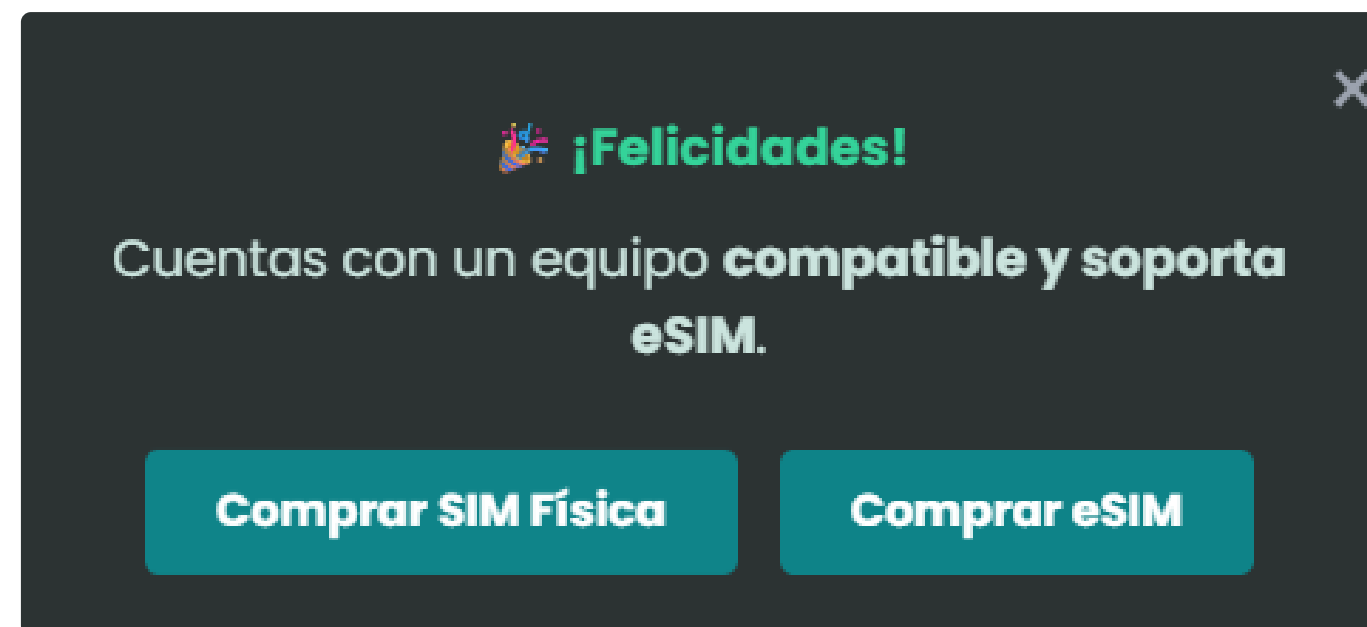 🎉 ¡Felicidades!
Cuentas con un equipo compatible y soporta
eSIM.
Comprar SIM Física
Comprar eSIM